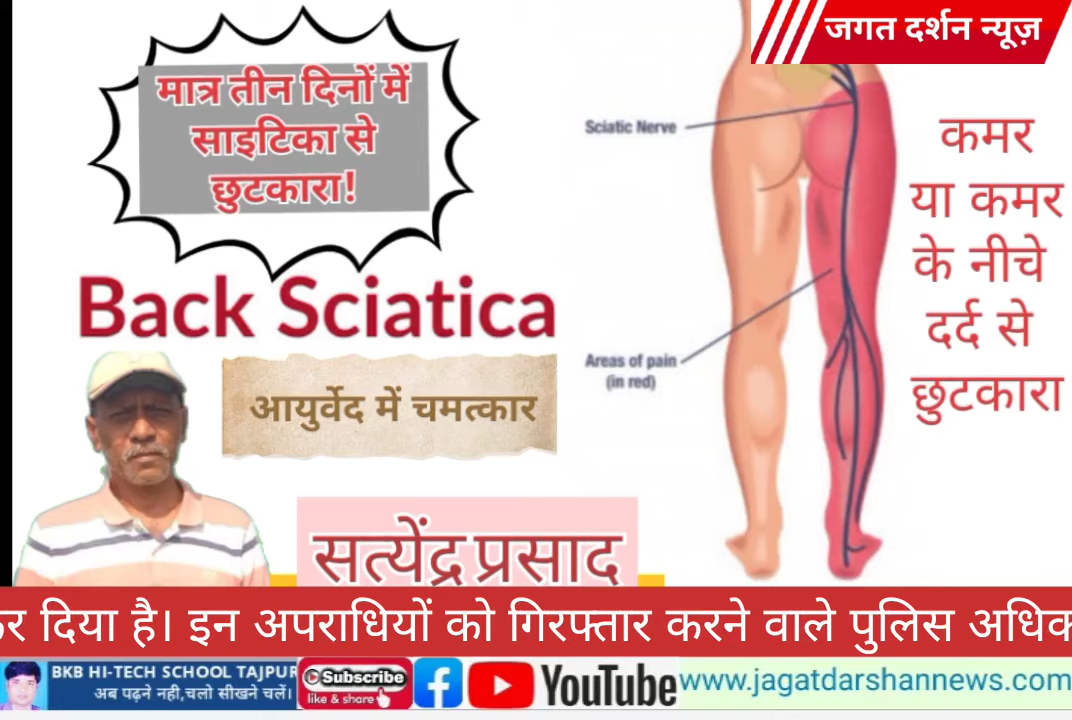 जगत दर्शन न्यूज़
मात्र तीन दिनों में
साइटिका से
छुटकारा!
Sciatic Nerve
कमर
या कमर
के नीचे
दर्द से
छुटकारा
Back Sciatica
Areas of pain
(in red)
आयुर्वेद में चमत्कार
सत्येंद्र प्रसाद
दिया है। इन अपराधियों को गिरफ्तार करने वाले पुलिस
BKB HI-TECH SCHOOL TAJPUR
अब पढ़ने नही,चलो सीखने चलें।
Subscribe
like & share
YouTube
www.jagatdarshannews.com